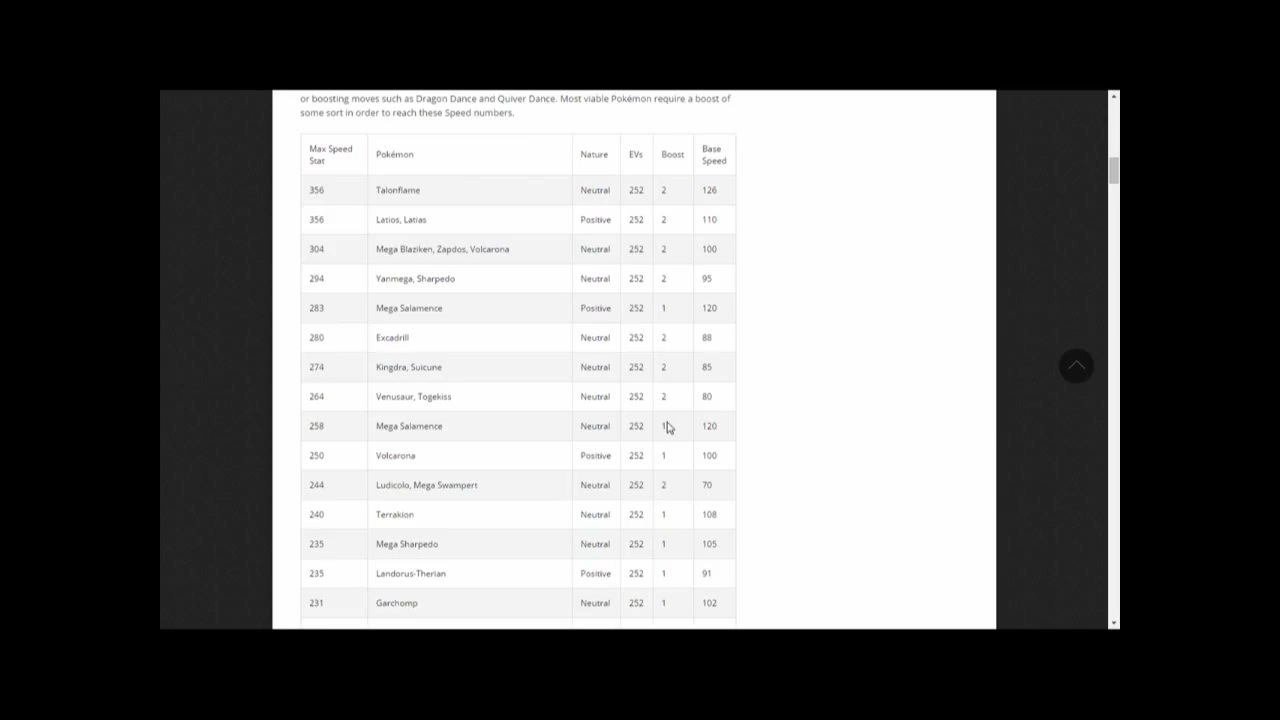 or boosting moves such as Dragon Dance and Quiver Dance. Most viable Pokémon require a boost of
some sort in order to reach these Speed numbers.
Max Speed Stat Pokémon Nature EVs Boost Base Speed
356 Talonflame Neutral 252 2 126
356 Latios, Latias Positive 252 2 110
304 Mega Blaziken, Zapdos, Volcarona Neutral 252 2 100
294 Yanmega, Sharpedo Neutral 252 2 95
283 Mega Salamence Positive 252 1 120
280 Excadrill Neutral 252 2 88
274 Kingdra, Suicune Neutral 252 2 85
264 Venusaur, Togekiss Neutral 252 2 80
258 Mega Salamence Neutral 252 1 120
250 Volcarona Positive 252 1 100
244 Ludicolo, Mega Swampert Neutral 252 2 70
240 Terrakion Neutral 252 1 108
235 Mega Sharpedo Neutral 252 1 105
235 Landorus-Therian Positive 252 1 91
231 Garchomp Neutral 252 1 102